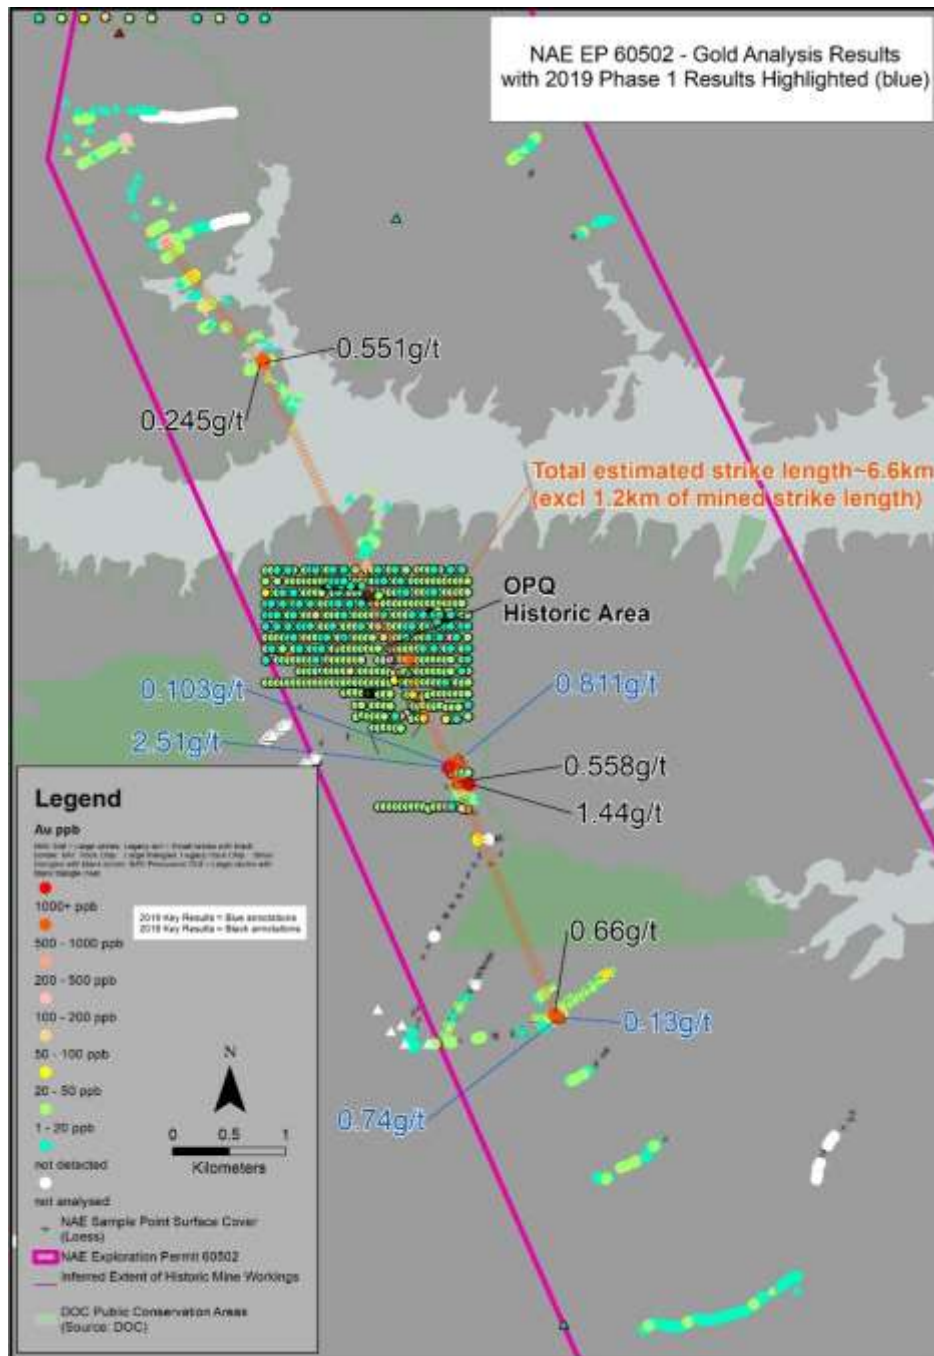 NAE EP 60502 - Gold Analysis Results
with 2019 Phase 1 Results Highlighted (blue)
0.551g/t
0.245g/t
Total estimated strike length~6.6km
(excl 1.2km of mined strike length)
OPQ
Historic Area
0.103g/t
0.811g/t
2.51g/t
0.558g/t
1.44g/t
0.66g/t
0.13g/t
0.74g/t
Legend
Au ppb
1000+ ppb
500 - 1000 ppb
200 - 500 ppb
100 - 200 ppb
50 - 100 ppb
20 - 50 ppb
1 - 20 ppb
not detected
not analysed
2019 Key Results = Blue annotations
Key Results = Black annotations
N
0 0.5 1
Kilometers
NAE Sample Point Surface Cover
(Loess)
NAE Exploration Permit 60502
Inferred Extent of Historic Mine Workings
DOC Public Conservation Areas
(Source: DOC)